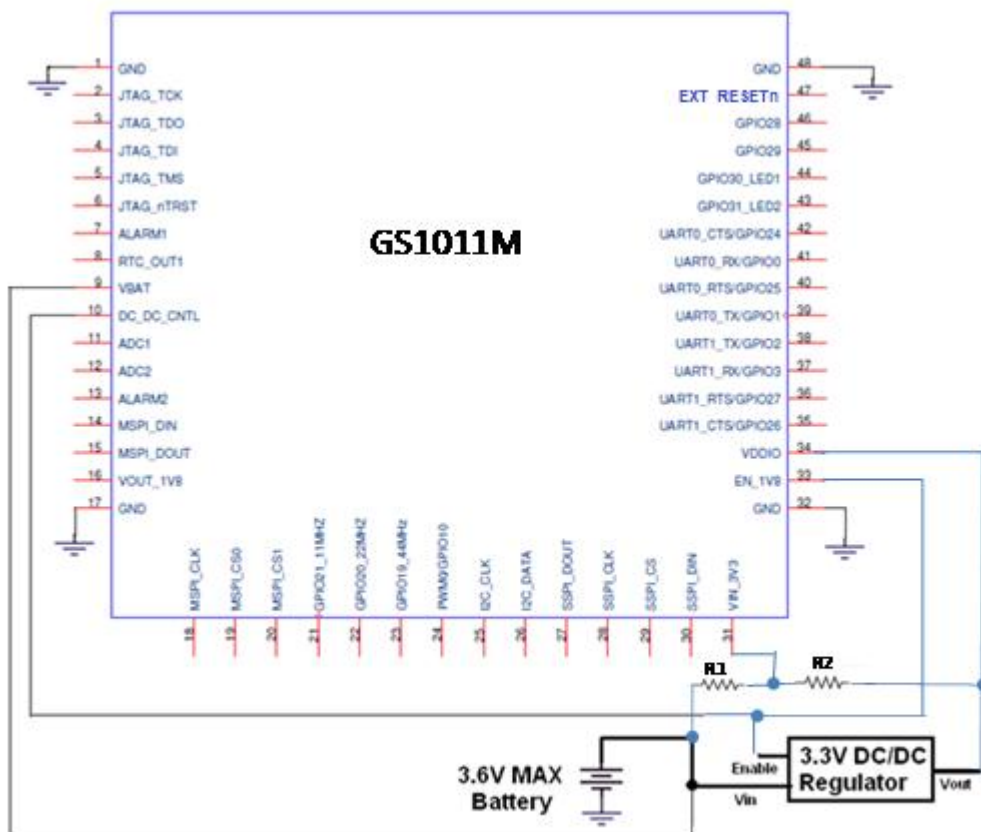 GS1011M
1 GND
2 JTAG_TCK
3 JTAG_TDO
4 JTAG_TDI
5 JTAG_TMS
6 JTAG_nTRST
7 ALARM1
8 RTC_OUT1
9 VBAT
10 DC_DC_CNTL
11 ADC1
12 ADC2
13 ALARM2
14 MSPI_DIN
15 MSPI_DOUT
16 VOUT_1V8
17 GND
GND 48
EXT RESETn 47
GPIO28 46
GPIO29 45
GPIO30_LED1 44
GPIO31_LED2 43
UART0_CTS/GPIO24 42
UART0_RX/GPIO0 41
UART0_RTS/GPIO25 40
UART0_TX/GPIO1 39
UART1_TX/GPIO2 38
UART1_RX/GPIO3 37
UART1_RTS/GPIO27 36
UART1_CTS/GPIO26 35
VDDIO 34
EN_1V8 33
GND 32
MSPI_CLK 18
MSPI_CS0 19
MSPI_CS1 20
GPIO21_11MHZ 21
GPIO20_22MHZ 22
GPIO19_44MHz 23
PWM0/GPIO10 24
I2C_CLK 25
I2C_DATA 26
SSPI_DOUT 27
SSPI_CLK 28
SSPI_CS 29
SSPI_DIN 30
VIN_3V3 31
R1
R2
3.6V MAX
Battery
Enable
Vin
3.3V DC/DC
Regulator
Vout